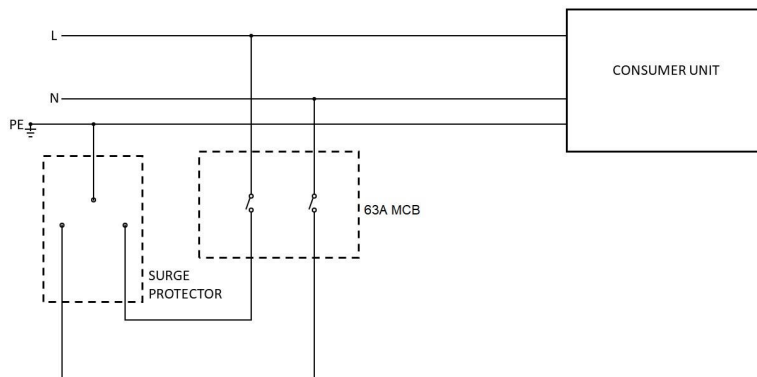 L
CONSUMER UNIT
N
PE
63A MCB
SURGE
PROTECTOR